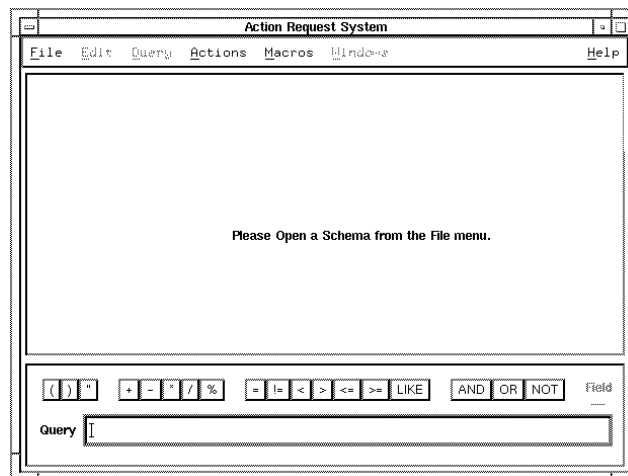 Action Request System
File Edit Query Actions Macros Windows Help
Please Open a Schema from the File menu.
( ) " + - * / % = != < > <= >= LIKE AND OR NOT Field
Query